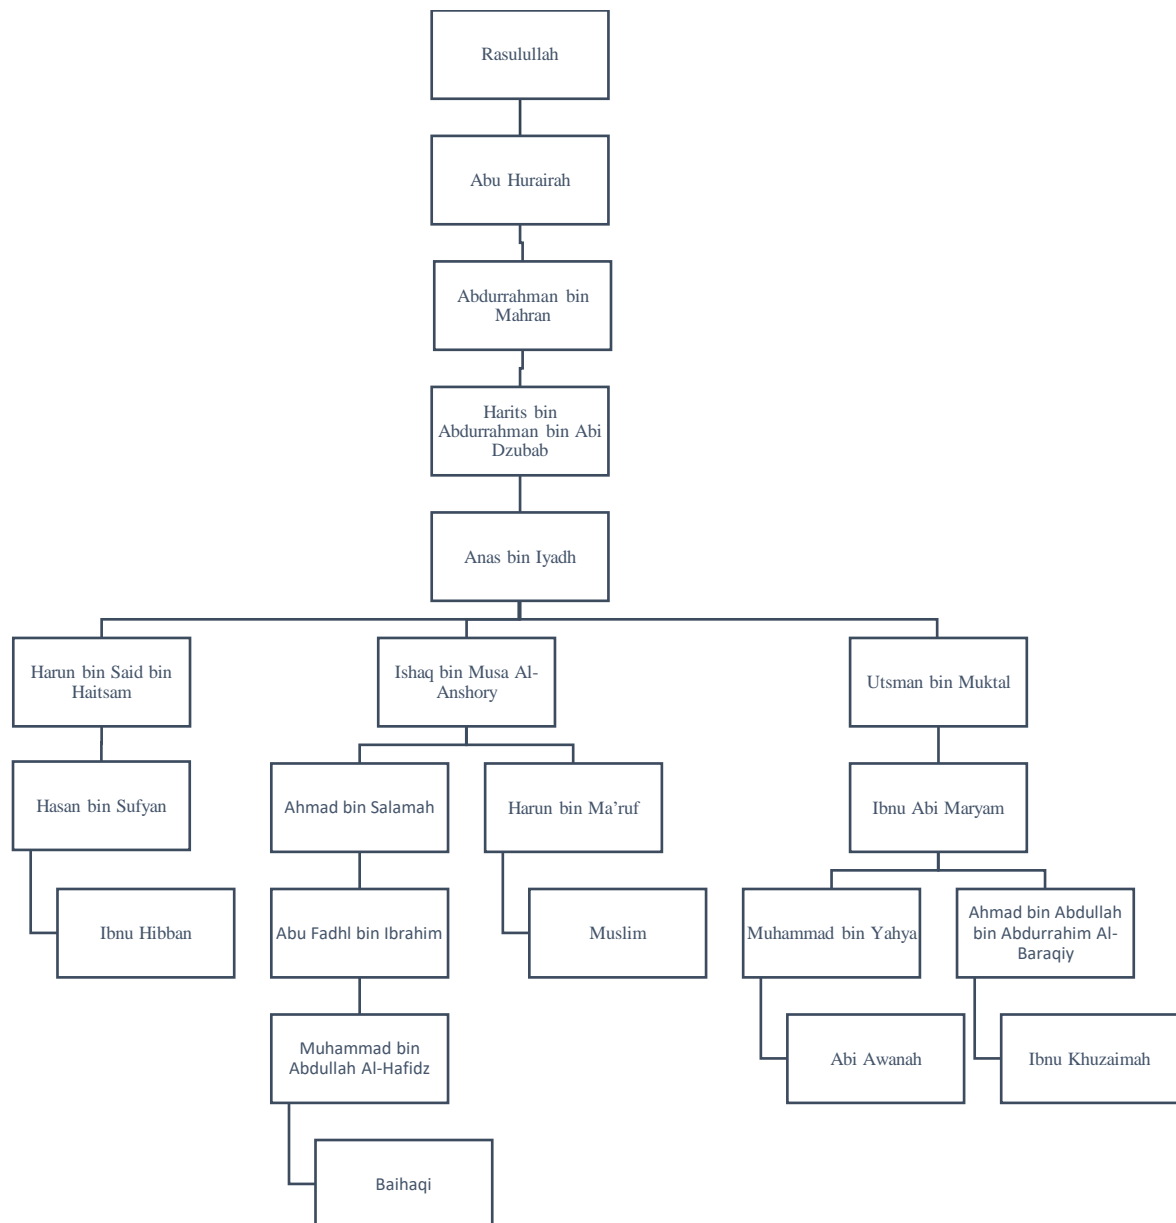 Rasulullah
Abu Hurairah
Abdurrahman bin
Mahran
Harits bin
Abdurrahman bin Abi
Dzubab
Anas bin Iyadh
Harun bin Said bin
Haitsam
Ishaq bin Musa Al-
Anshory
Utsman bin Muktal
Hasan bin Sufyan
Ahmad bin Salamah
Harun bin Ma’ruf
Ibnu Abi Maryam
Ibnu Hibban
Abu Fadhl bin Ibrahim
Muslim
Muhammad bin Yahya
Ahmad bin Abdullah
bin Abdurrahim Al-
Baraqiy
Muhammad bin
Abdullah Al-Hafidz
Abi Awanah
Ibnu Khuzaimah
Baihaqi